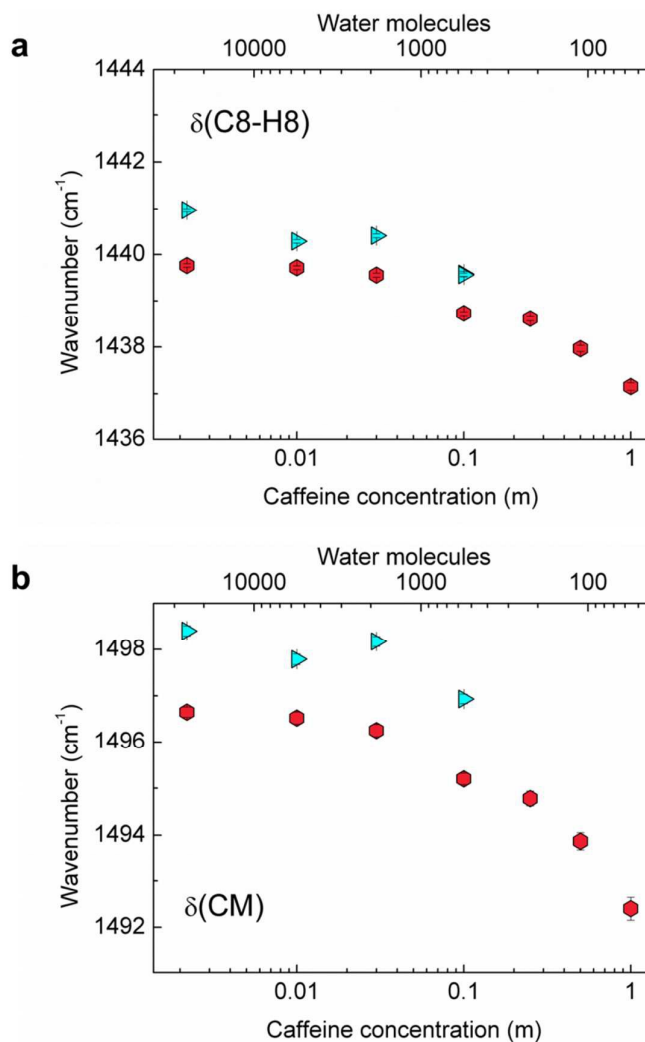 a
Water molecules
10000 1000 100
δ(C8-H8)
1444
1442
1440
1438
1436
Wavenumber (cm⁻¹)
0.01 0.1 1
Caffeine concentration (m)
b
Water molecules
10000 1000 100
1498
1496
1494
1492
Wavenumber (cm⁻¹)
δ(CM)
0.01 0.1 1
Caffeine concentration (m)